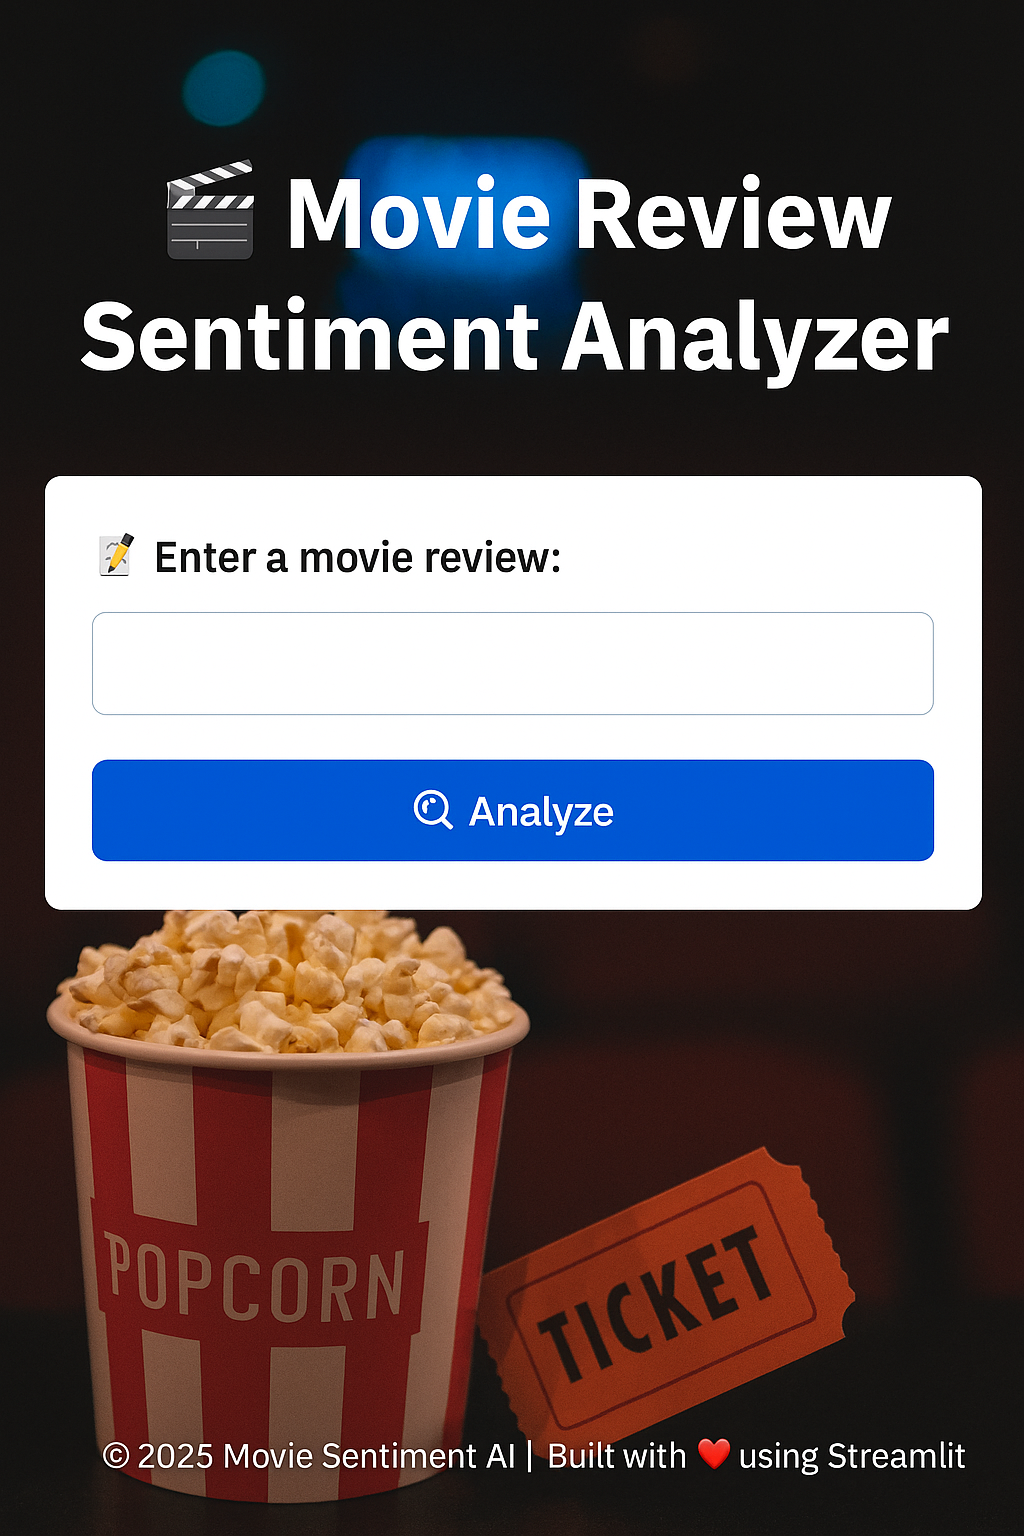 🎬 Movie Review
Sentiment Analyzer
📝 Enter a movie review:
Analyze
POPCORN
TICKET
© 2025 Movie Sentiment AI | Built with ❤️ using Streamlit